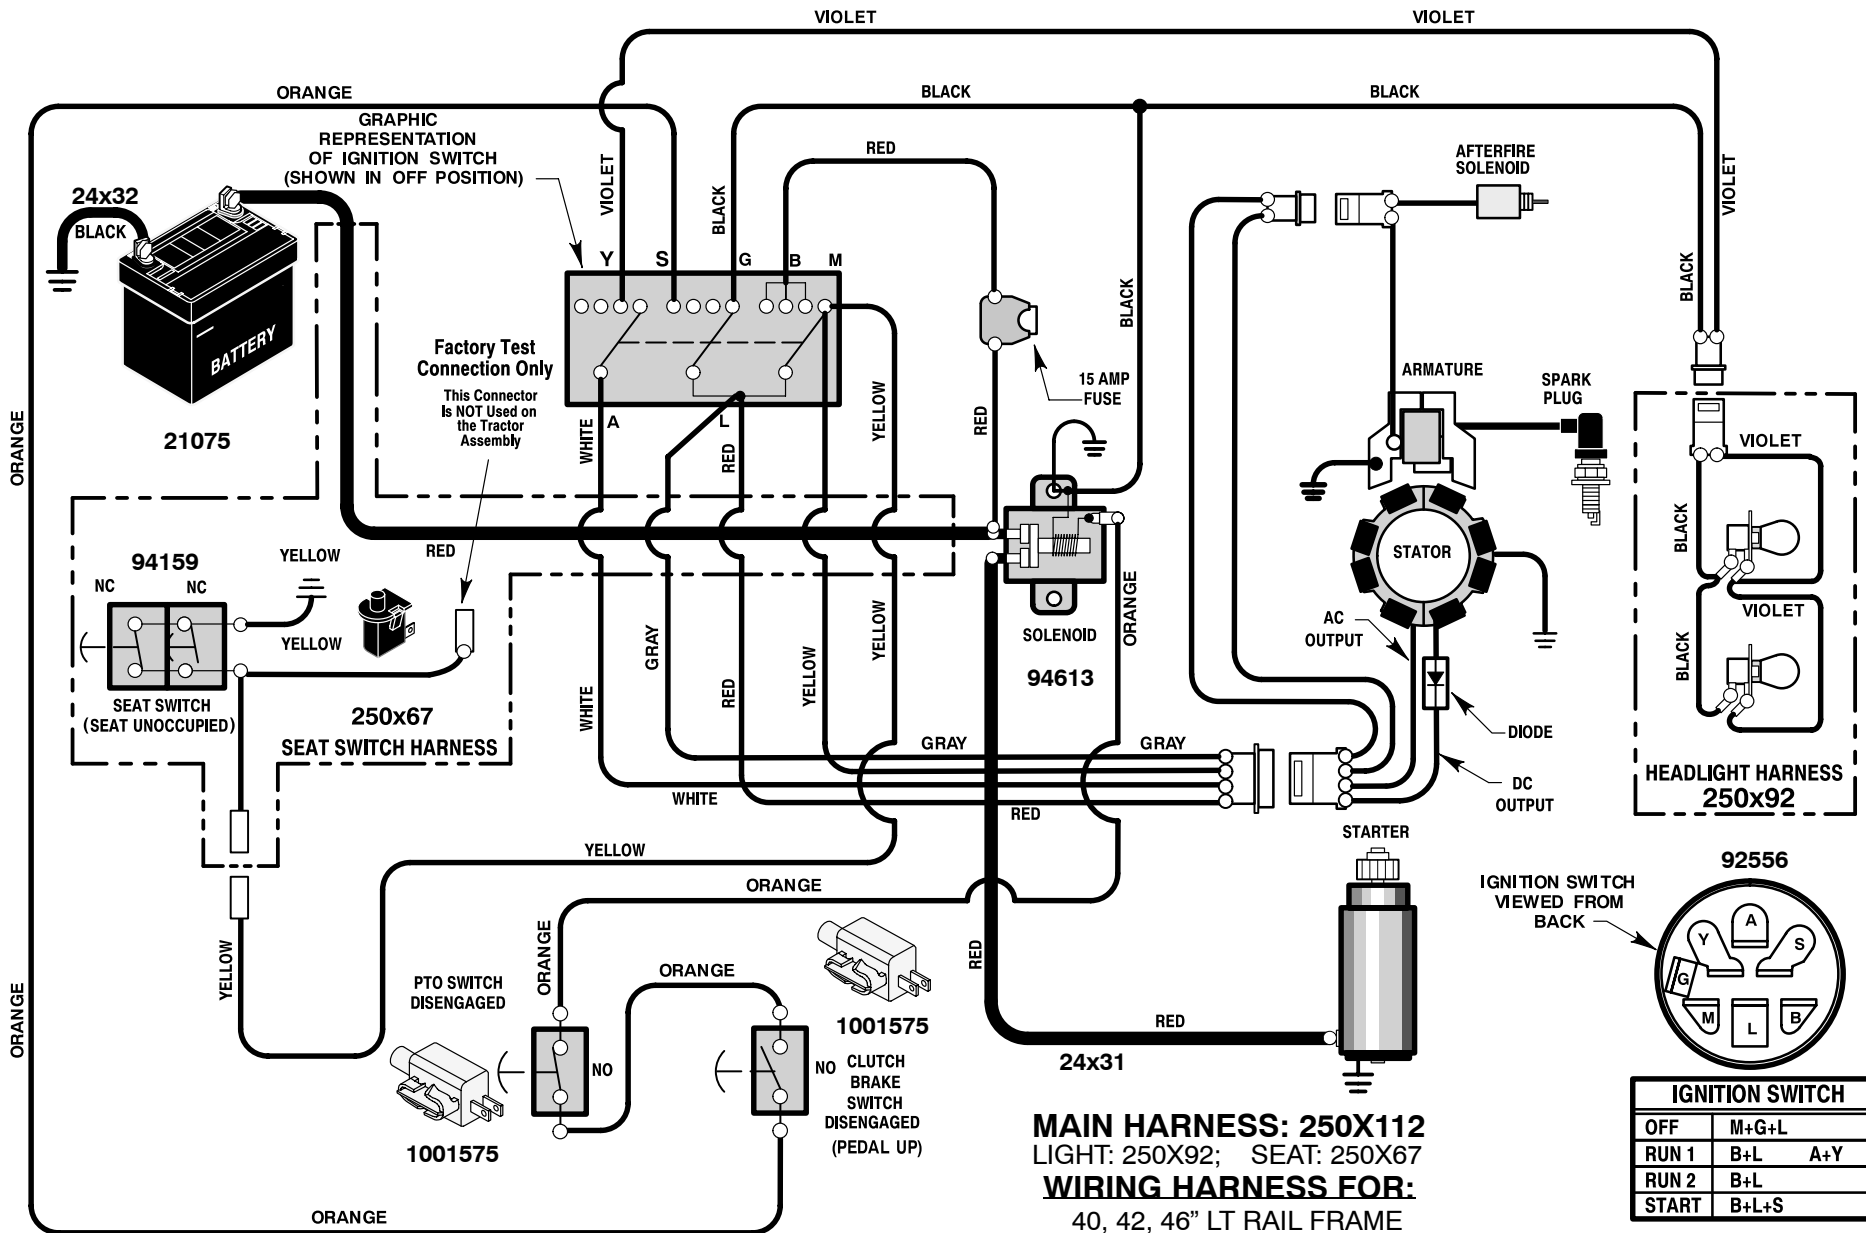 VIOLET
VIOLET
ORANGE
BLACK
BLACK
GRAPHIC
REPRESENTATION
OF IGNITION SWITCH
(SHOWN IN OFF POSITION)
RED
AFTERFIRE
SOLENOID
24x32
BLACK
VIOLET
BLACK
VIOLET
Y S G B M
BLACK
BLACK
BATTERY
21075
Factory Test
Connection Only
This Connector
Is NOT Used on
the Tractor
Assembly
15 AMP
FUSE
ARMATURE
SPARK
PLUG
ORANGE
WHITE
A
L
RED
YELLOW
RED
VIOLET
RED
94159
NC
NC
YELLOW
YELLOW
STATOR
BLACK
VIOLET
SOLENOID
94613
ORANGE
AC
OUTPUT
GRAY
WHITE
RED
YELLOW
YELLOW
BLACK
SEAT SWITCH
(SEAT UNOCCUPIED)
250x67
SEAT SWITCH HARNESS
GRAY
GRAY
DIODE
WHITE
RED
DC
OUTPUT
HEADLIGHT HARNESS
250x92
STARTER
YELLOW
ORANGE
92556
IGNITION SWITCH
VIEWED FROM
BACK
A
Y
S
G
M
L
B
YELLOW
PTO SWITCH
DISENGAGED
ORANGE
ORANGE
RED
1001575
RED
24x31
ORANGE
NO
NO
CLUTCH
BRAKE
SWITCH
DISENGAGED
(PEDAL UP)
1001575
ORANGE
MAIN HARNESS: 250X112
LIGHT: 250X92; SEAT: 250X67
WIRING HARNESS FOR:
40, 42, 46” LT RAIL FRAME
IGNITION SWITCH
OFF M+G+L
RUN 1 B+L A+Y
RUN 2 B+L
START B+L+S